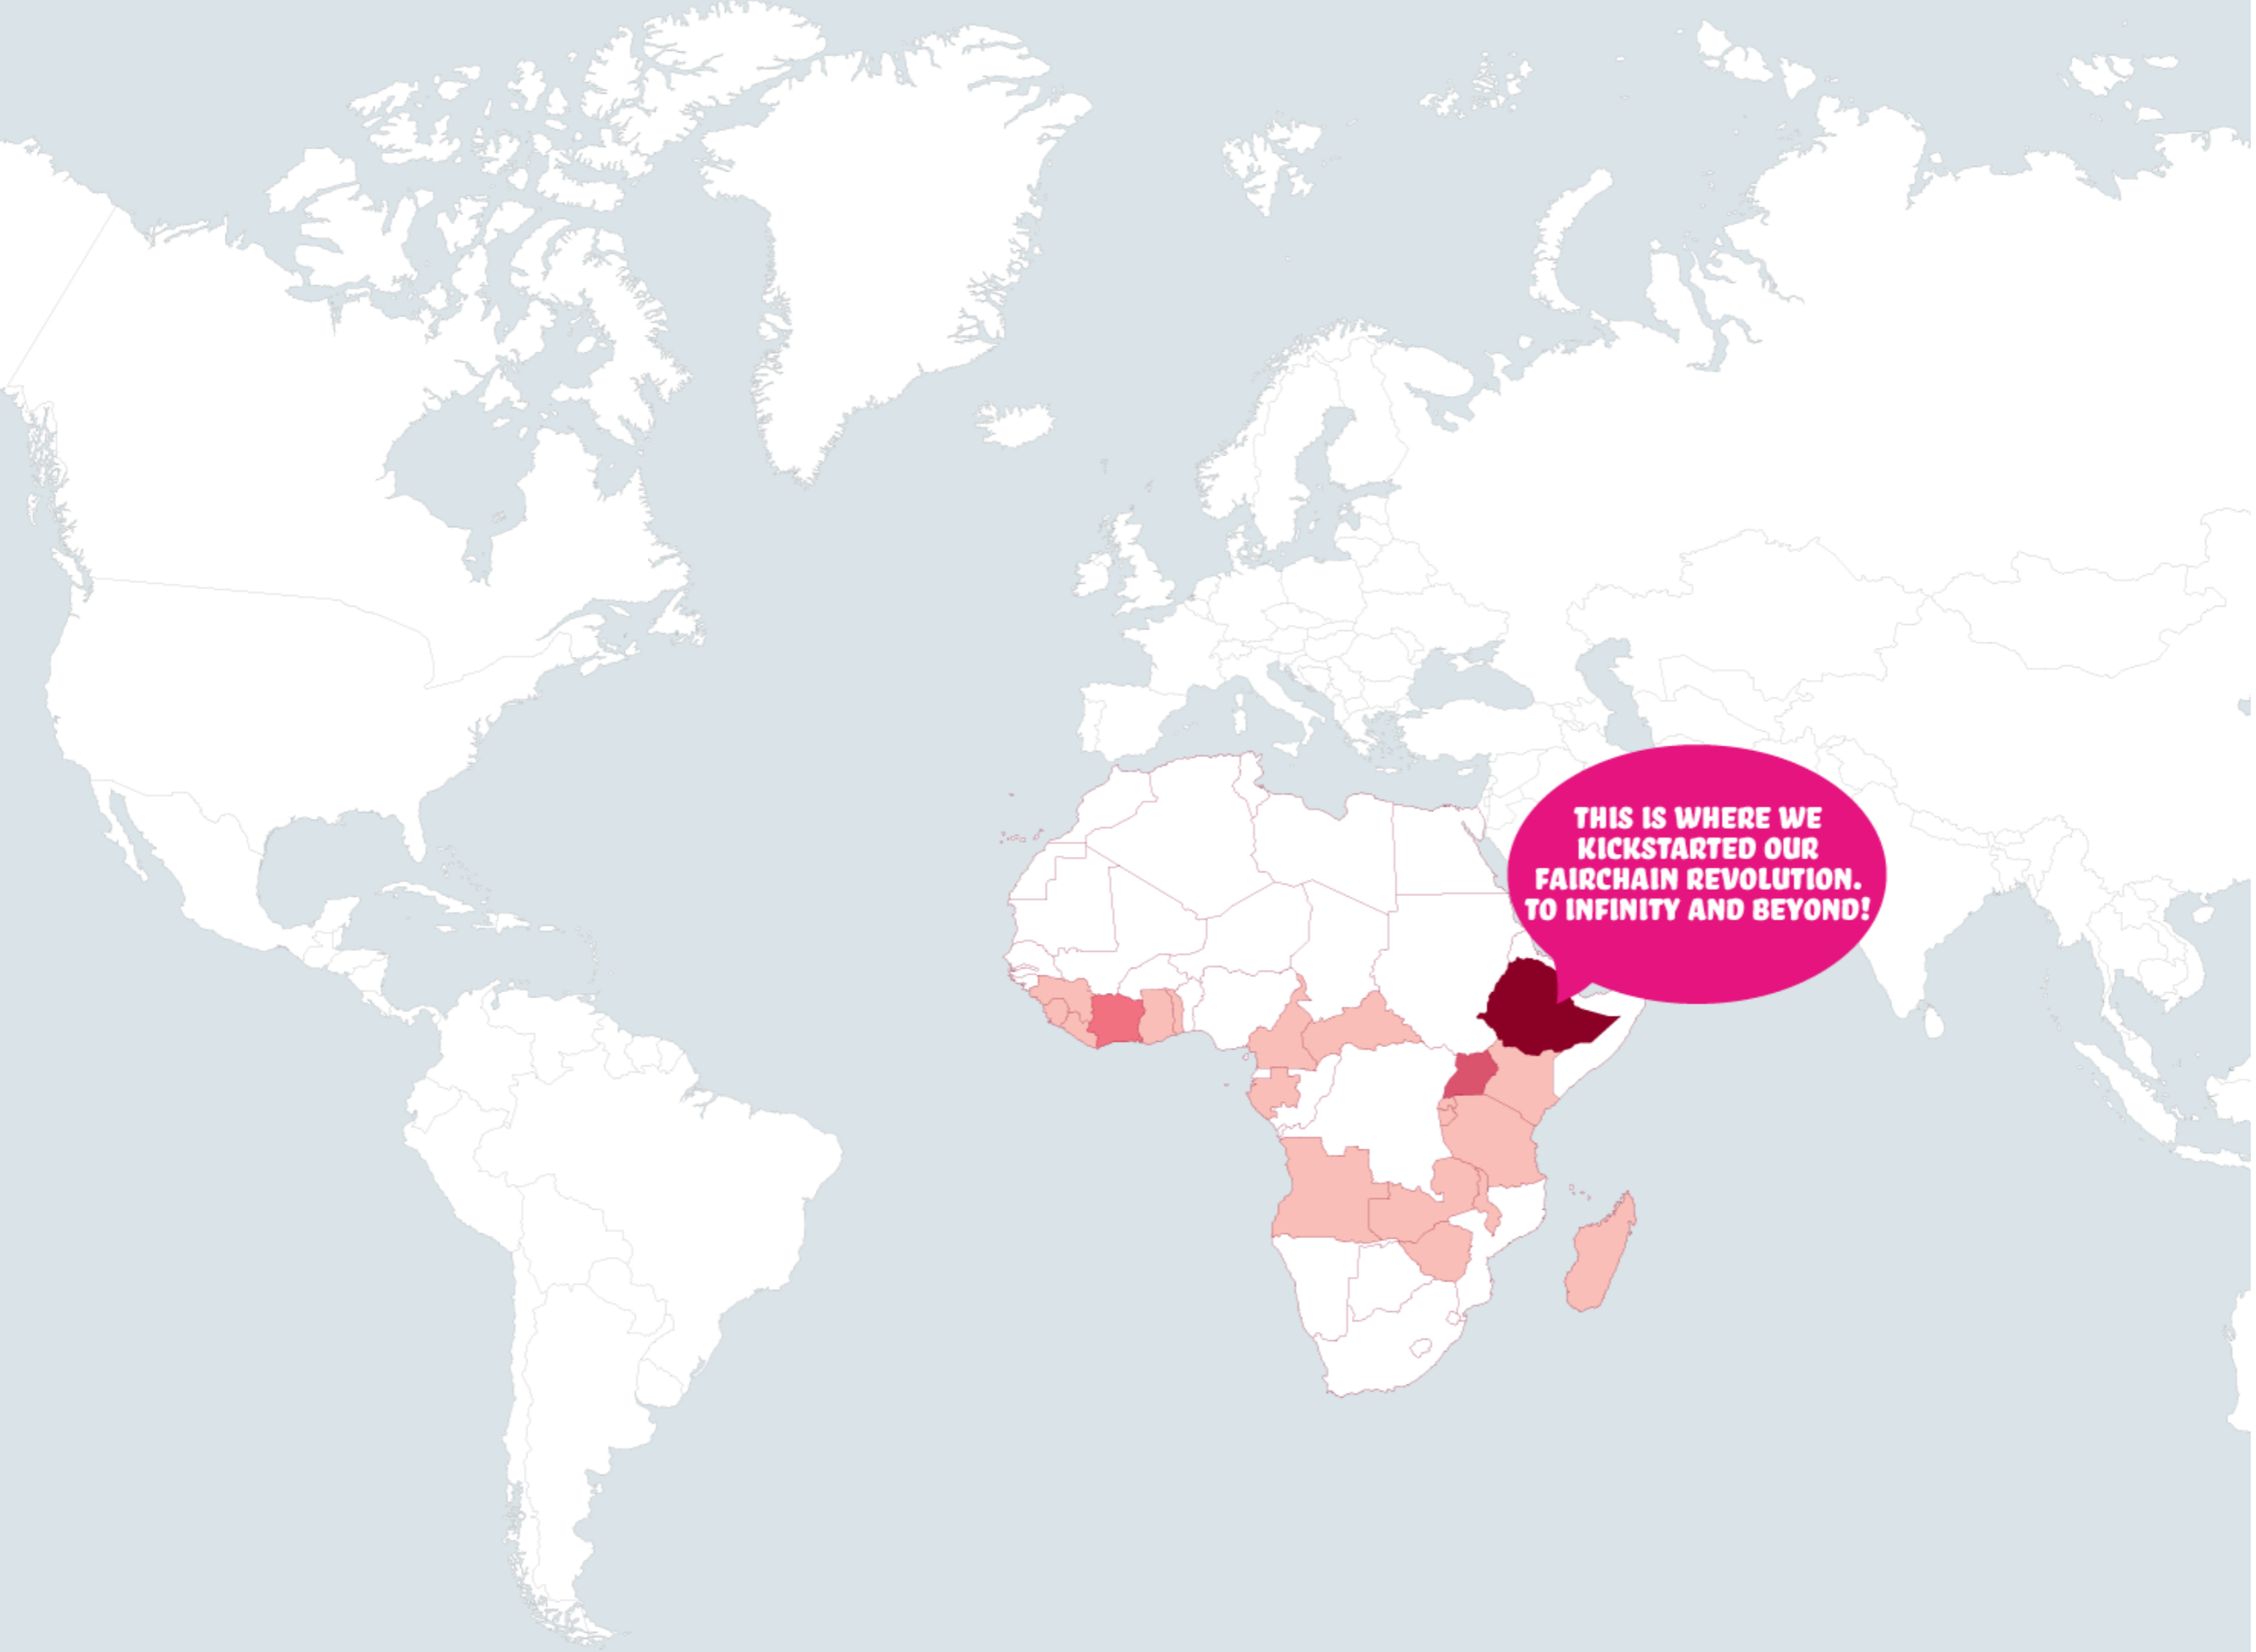 THIS IS WHERE WE
KICKSTARTED OUR
FAIRCHAIN REVOLUTION.
TO INFINITY AND BEYOND!